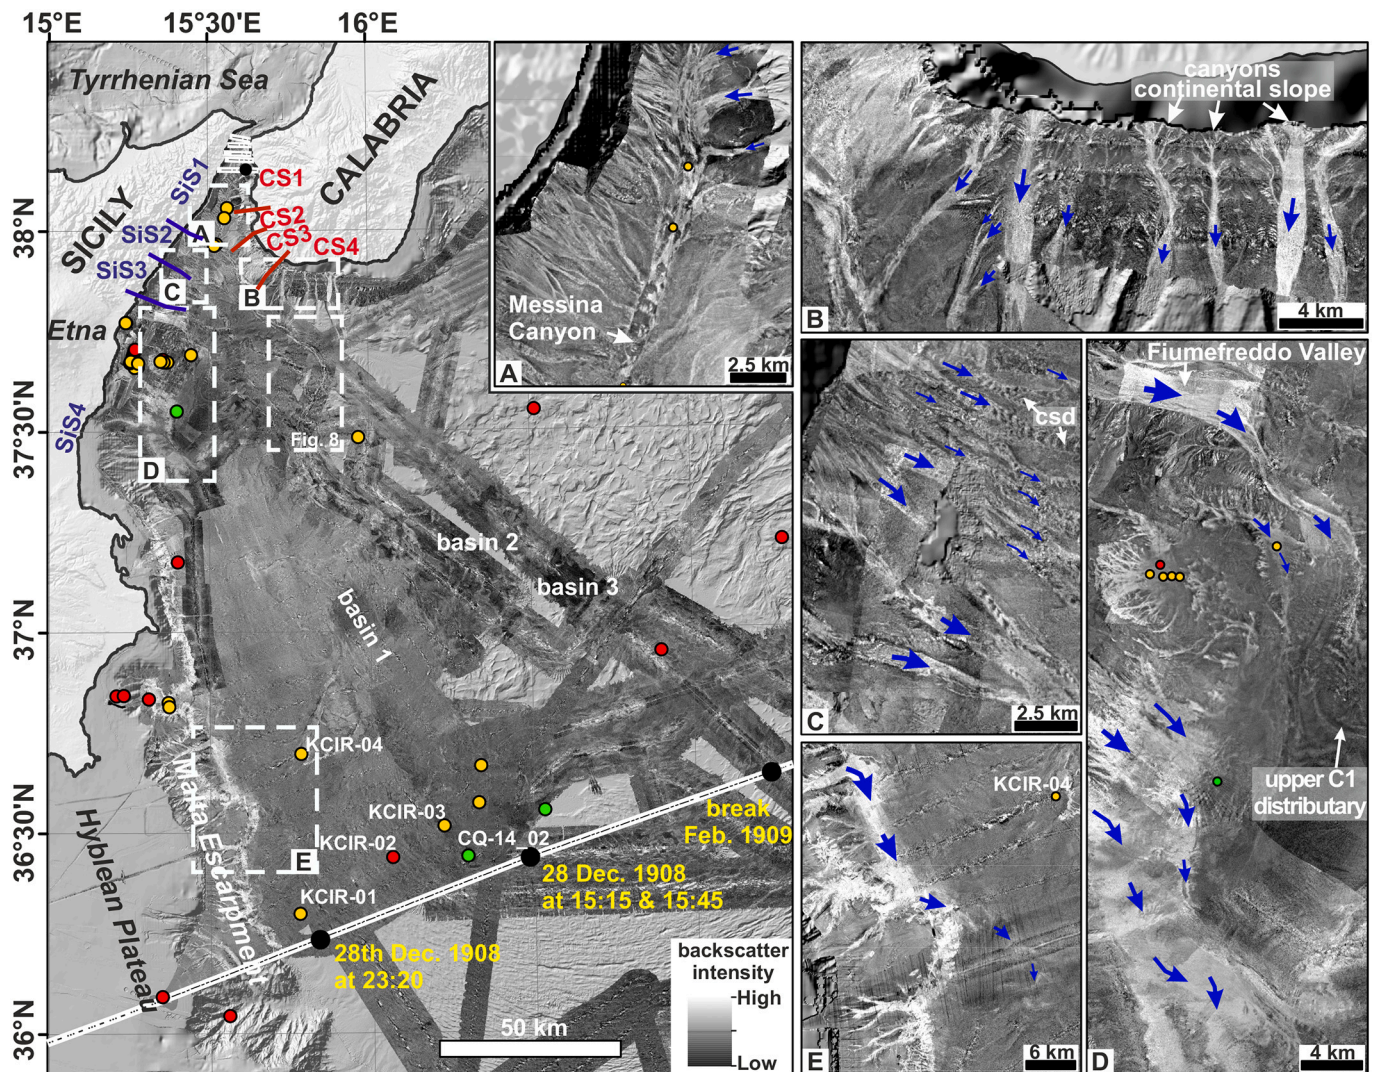 15°E
15°30'E
16°E
38°N
37°30'N
37°N
36°30'N
36°N
Tyrrhenian Sea
CALABRIA
SICILY
SiS1
CS1
CS2
CS3
CS4
SiS2
SiS3
SiS4
A
C
B
Etna
D
Fig. 8
basin 2
basin 3
basin 1
KCIR-04
KCIR-03
KCIR-02
CQ-14_02
KCIR-01
E
Malta Escarpment
Hyblean Plateau
break
Feb. 1909
28 Dec. 1908
at 15:15 & 15:45
28th Dec. 1908
at 23:20
backscatter
intensity
High
Low
50 km
Messina
Canyon
A
2.5 km
canyons
continental slope
B
4 km
csd
C
2.5 km
Fiumefreddo Valley
upper C1
distributary
D
4 km
KCIR-04
E
6 km